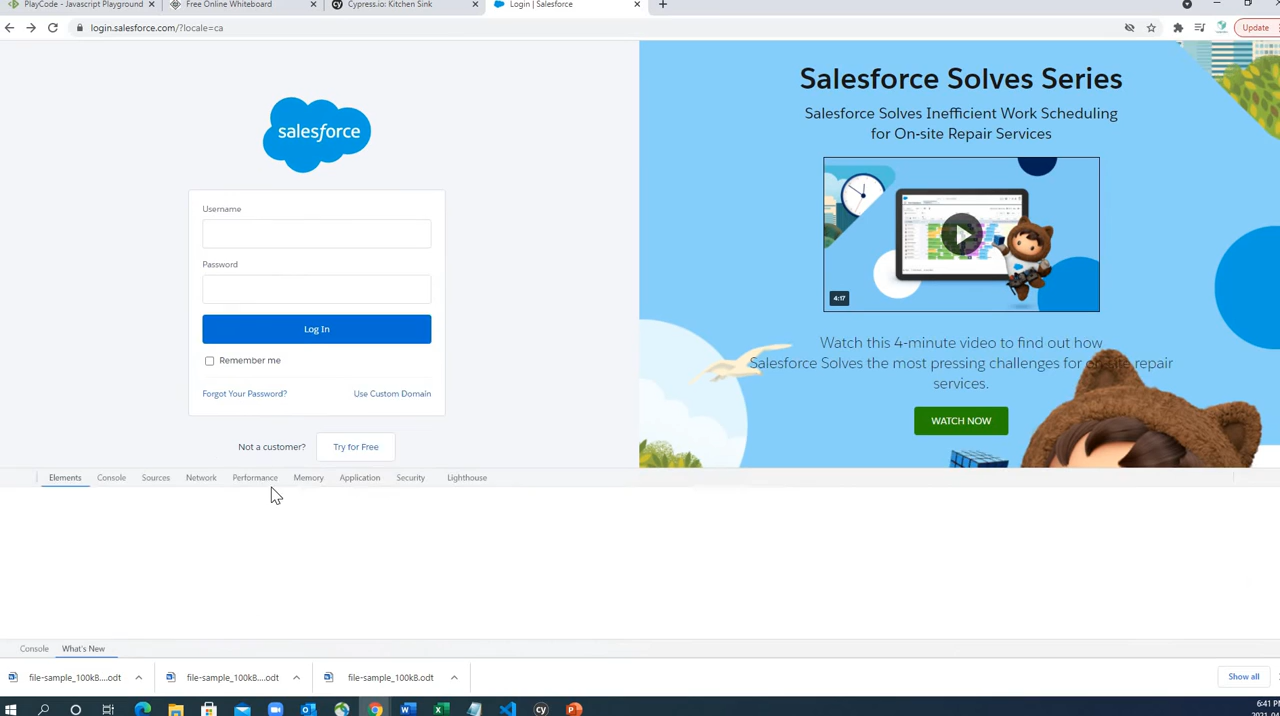 PlayCode - Javascript Playground
Free Online Whiteboard
Cypress.io: Kitchen Sink
Login | Salesforce
login.salesforce.com/?locale=ca
Update
salesforce
Username
Password
Log In
Remember me
Forgot Your Password?
Use Custom Domain
Not a customer?
Try for Free
Salesforce Solves Series
Salesforce Solves Inefficient Work Scheduling
for On-site Repair Services
4:17
Watch this 4-minute video to find out how
Salesforce Solves the most pressing challenges for on-site repair
services.
WATCH NOW
Elements
Console
Sources
Network
Performance
Memory
Application
Security
Lighthouse
Console
What's New
file-sample_100kB....odt
file-sample_100kB....odt
file-sample_100kB.odt
Show all
6:41 P